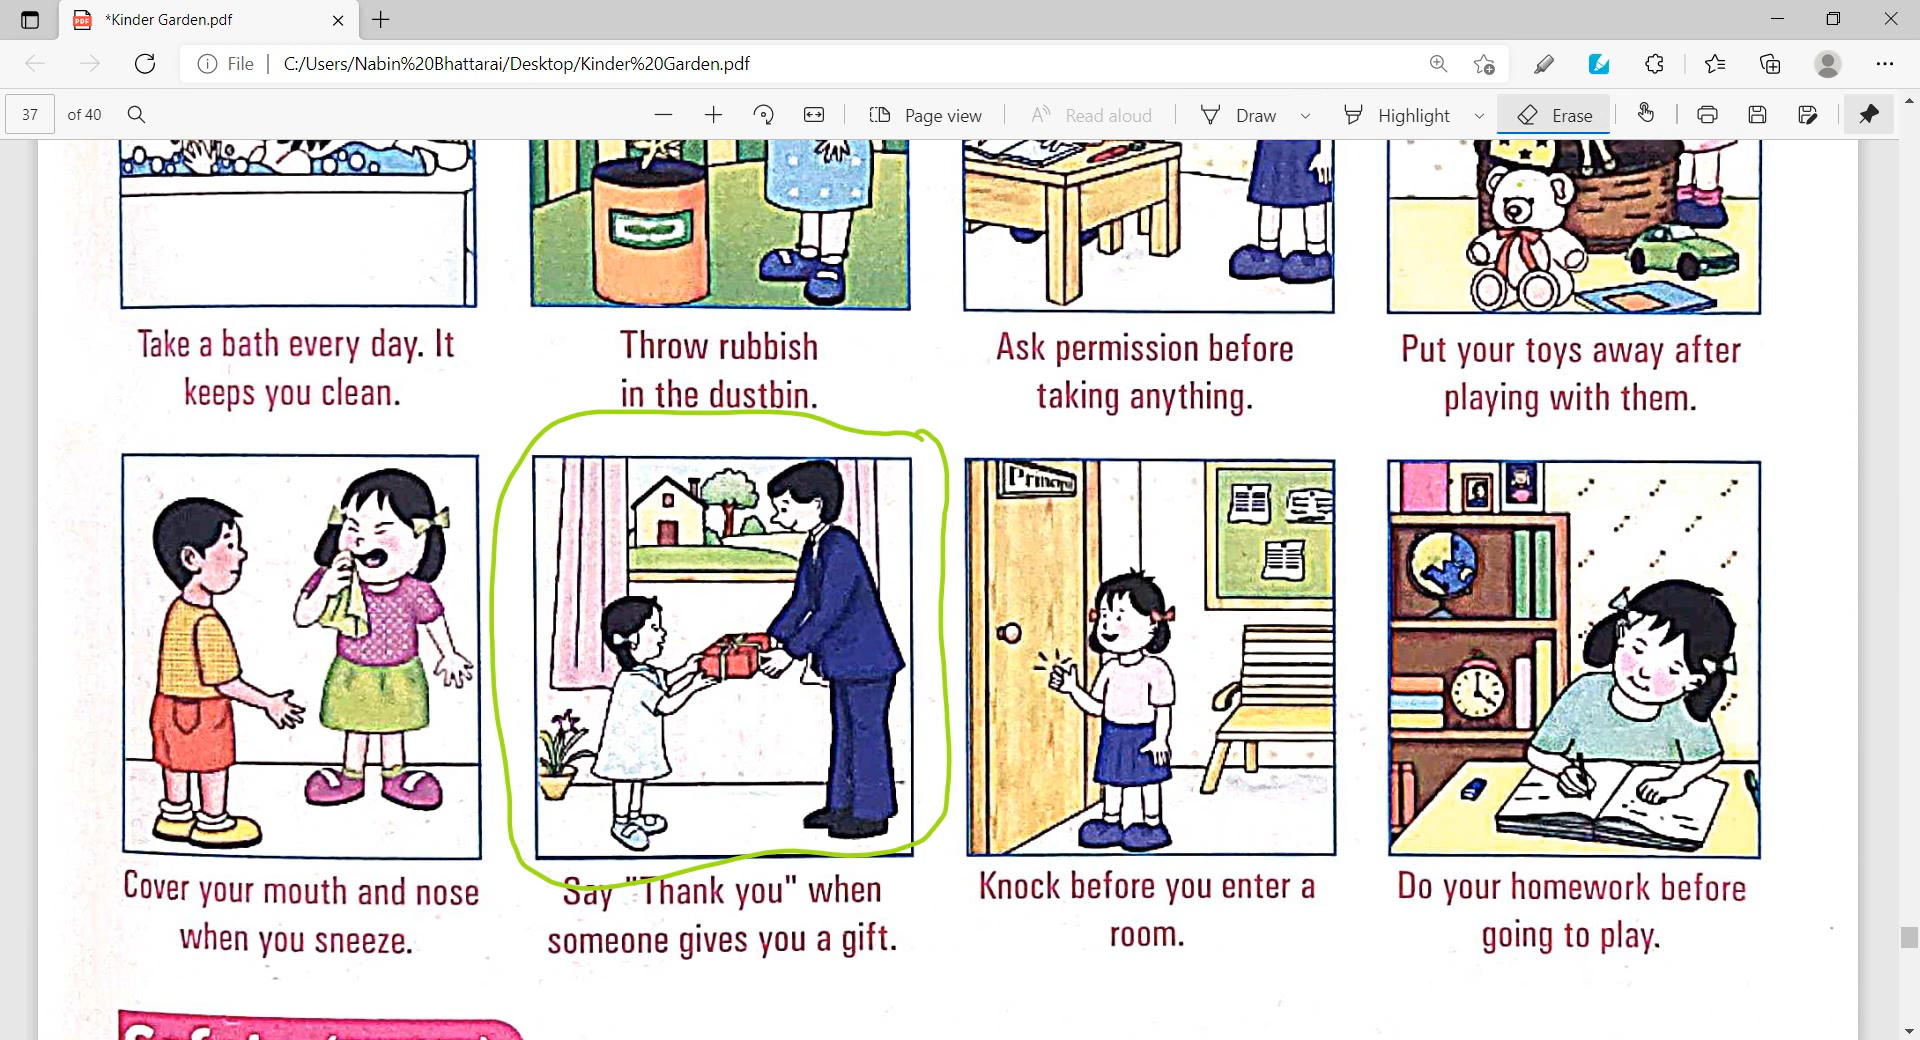 *Kinder Garden.pdf
File C:/Users/Nabin%20Bhattarai/Desktop/Kinder%20Garden.pdf
37 of 40 Page view Read aloud Draw Highlight Erase
Take a bath every day. It
keeps you clean.
Throw rubbish
in the dustbin.
Ask permission before
taking anything.
Put your toys away after
playing with them.
Cover your mouth and nose
when you sneeze.
Say "Thank you" when
someone gives you a gift.
Knock before you enter a
room.
Do your homework before
going to play.